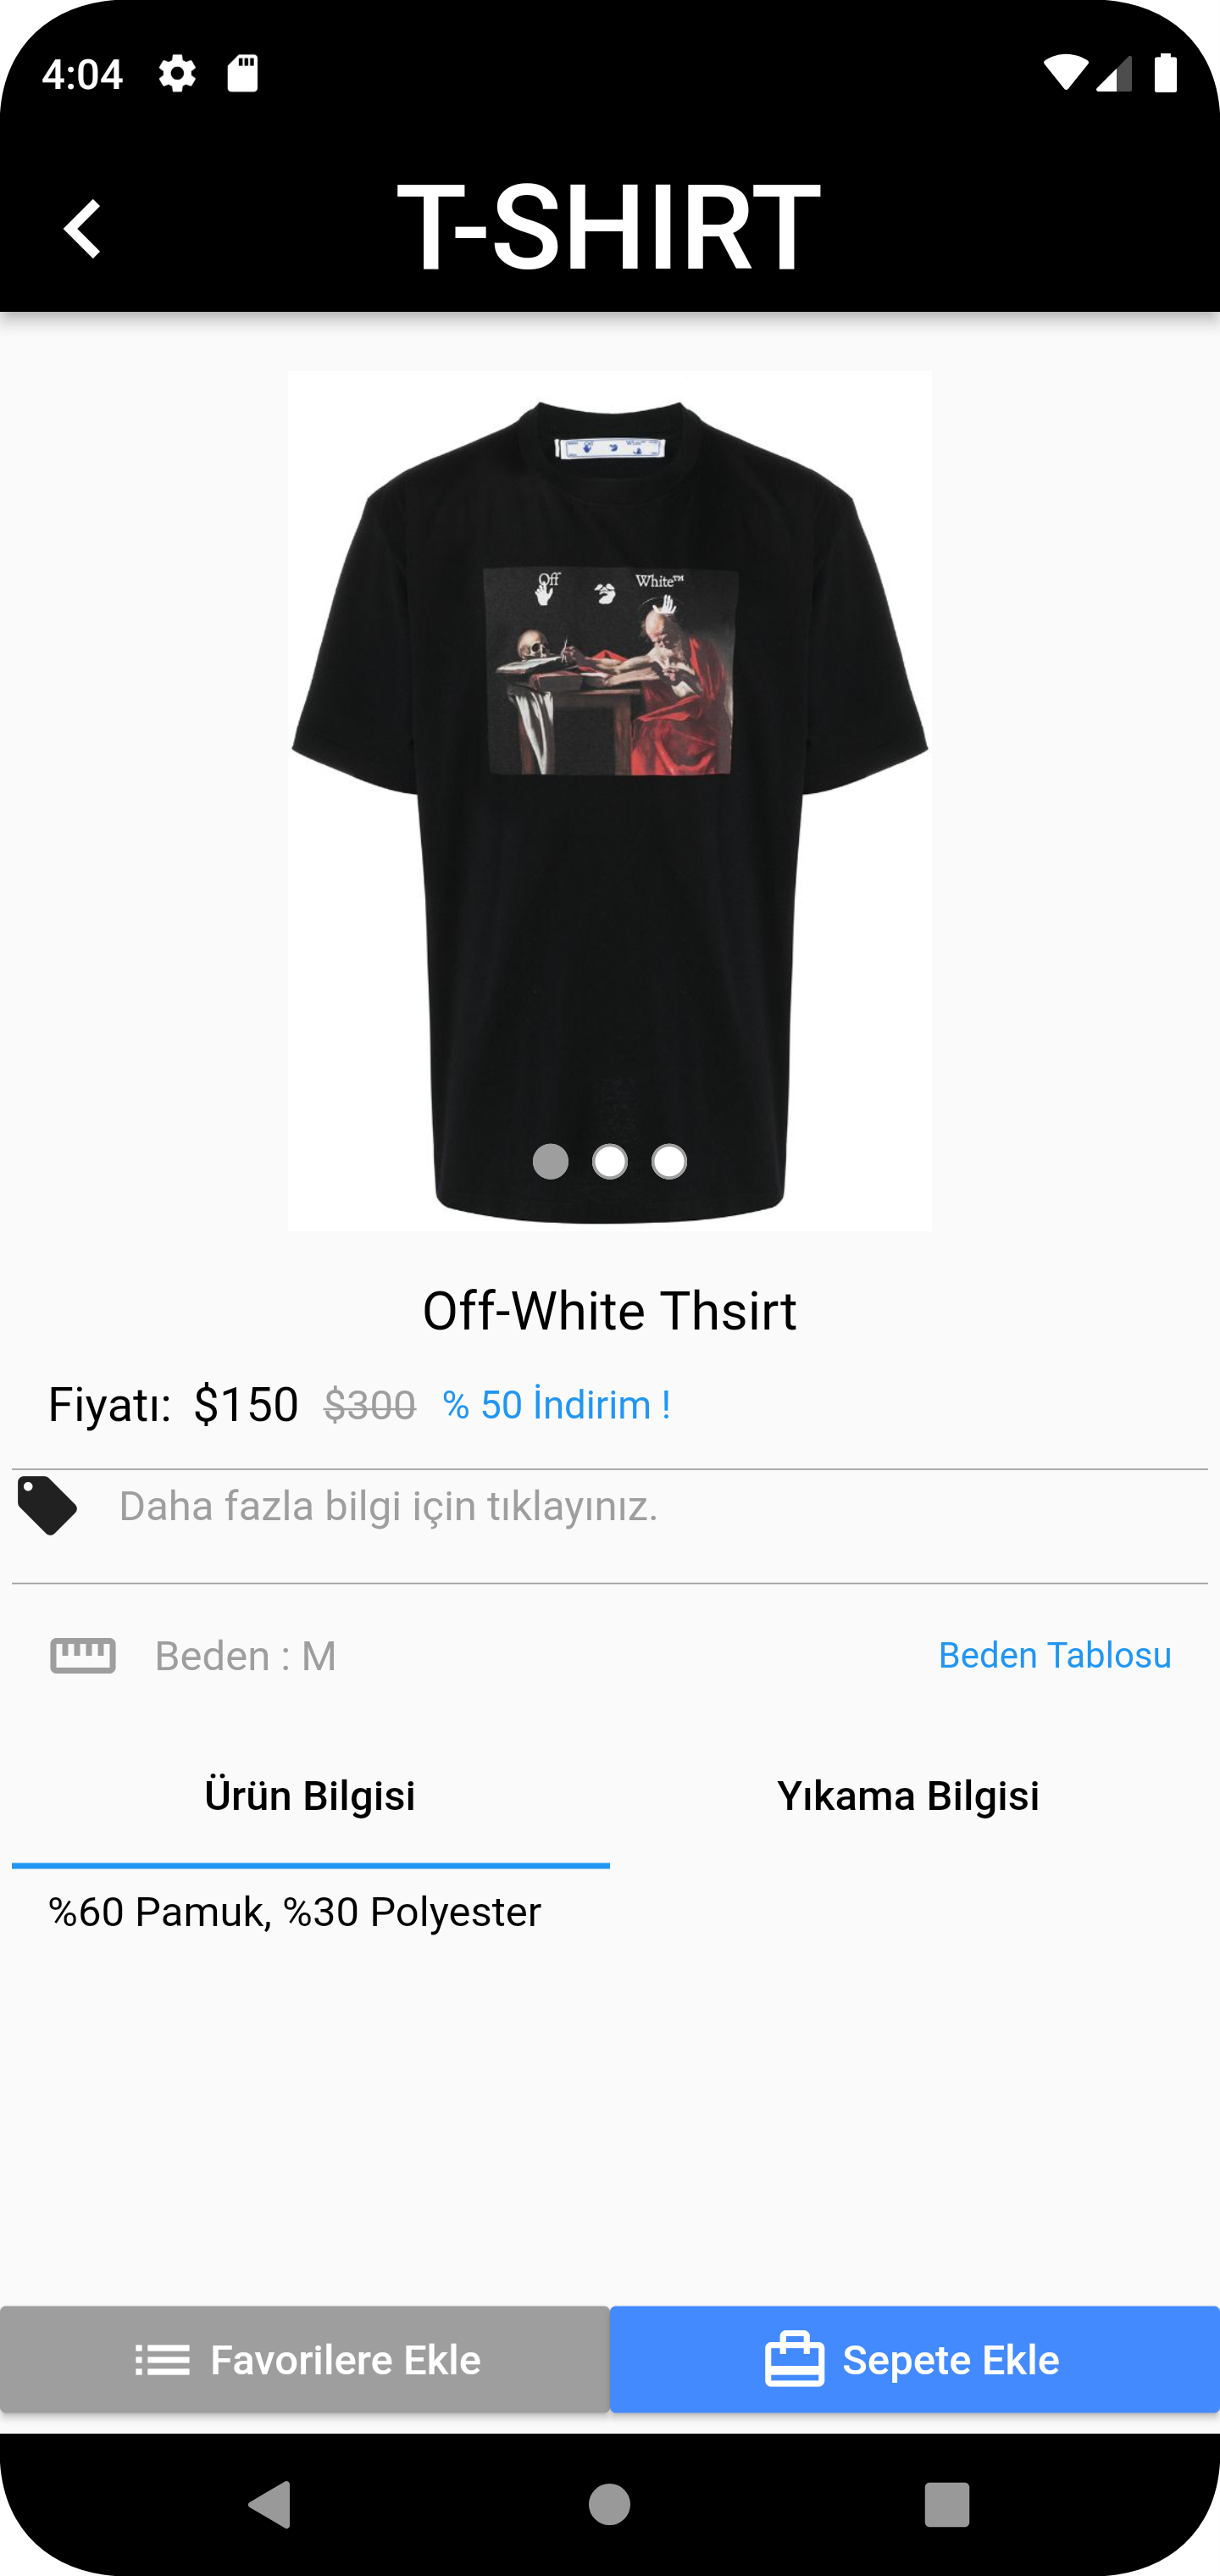 4:04
T-SHIRT
Off White™
Off-White Thsirt
Fiyatı: $150 $300 % 50 İndirim !
Daha fazla bilgi için tıklayınız.
Beden : M Beden Tablosu
Ürün Bilgisi Yıkama Bilgisi
%60 Pamuk, %30 Polyester
Favorilere Ekle Sepete Ekle